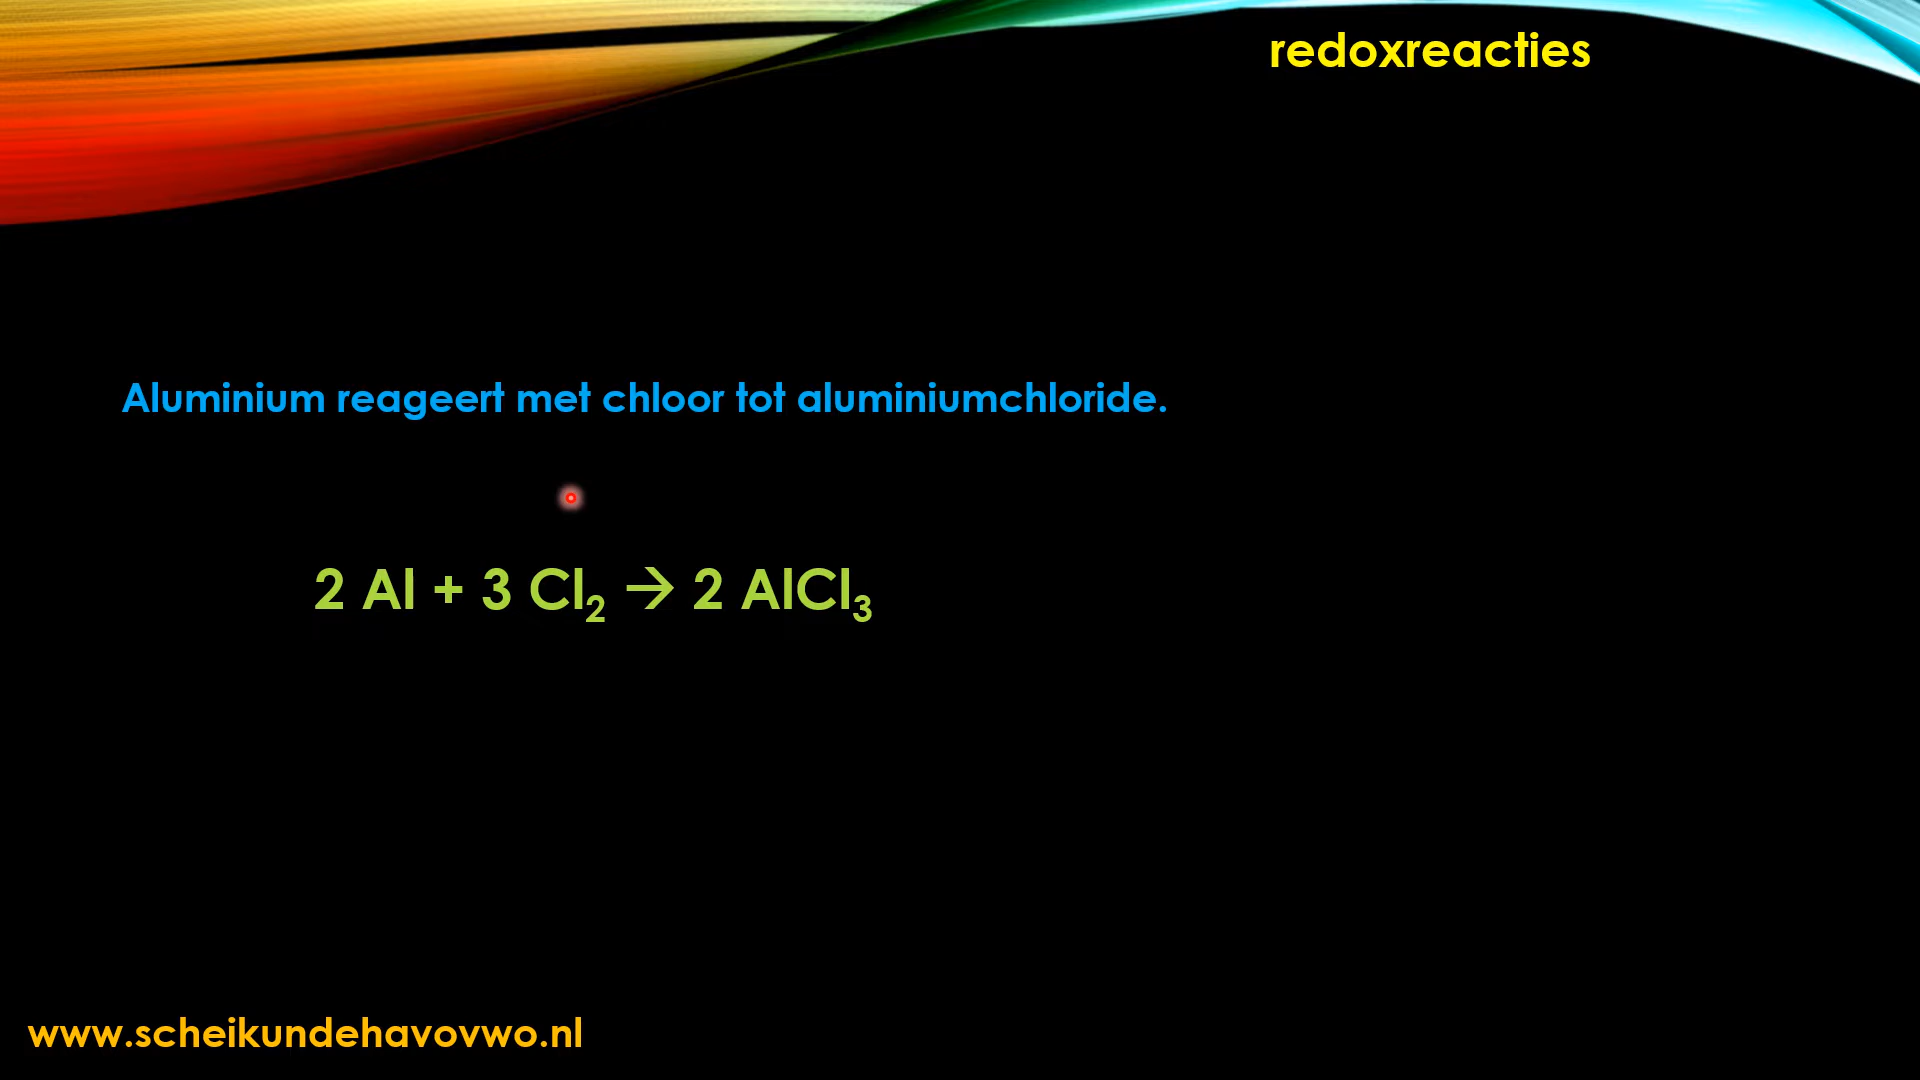 redoxreacties
Aluminium reageert met chloor tot aluminiumchloride.
2 Al + 3 Cl₂ → 2 AlCl₃
www.scheikundehavovwo.nl